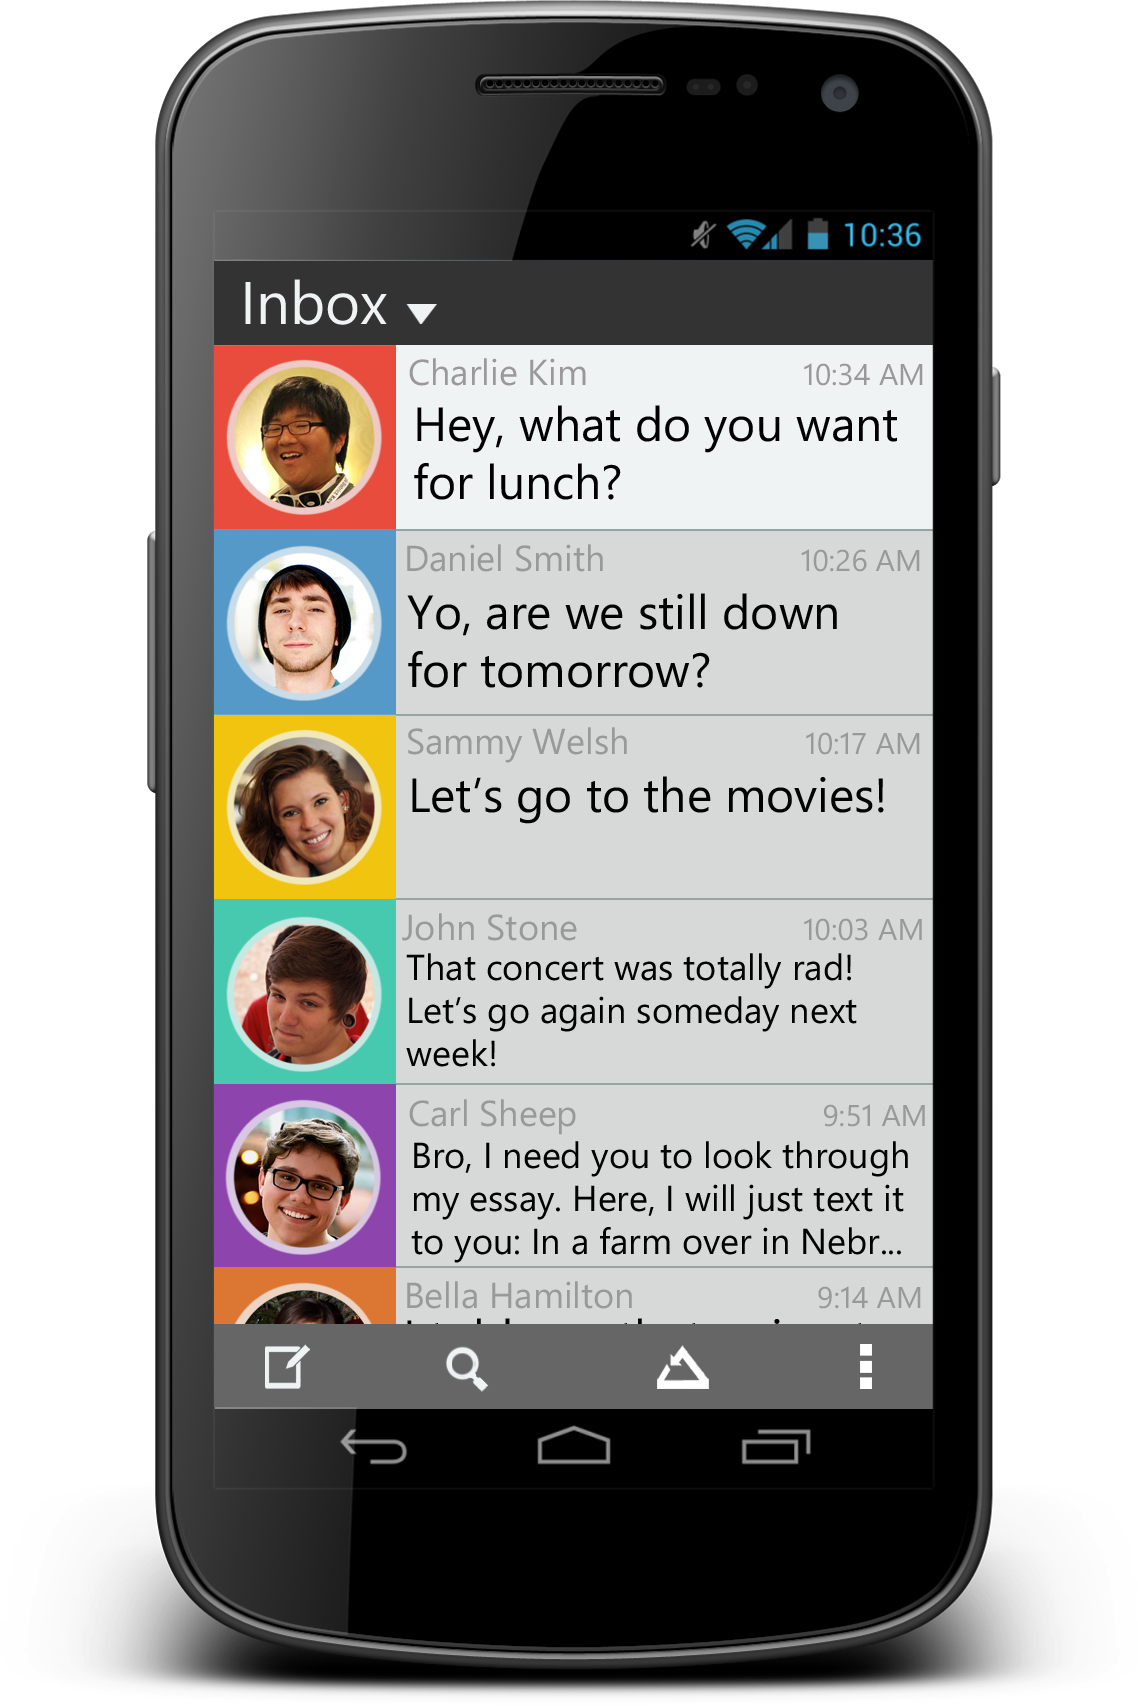 10:36
Inbox
Charlie Kim 10:34 AM
Hey, what do you want
for lunch?
Daniel Smith 10:26 AM
Yo, are we still down
for tomorrow?
Sammy Welsh 10:17 AM
Let’s go to the movies!
John Stone 10:03 AM
That concert was totally rad!
Let’s go again someday next
week!
Carl Sheep 9:51 AM
Bro, I need you to look through
my essay. Here, I will just text it
to you: In a farm over in Nebr...
Bella Hamilton 9:14 AM